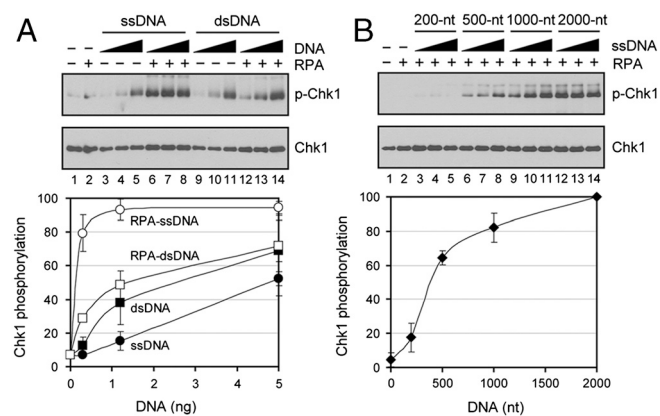 A
ssDNA dsDNA
DNA
– + – – – + + + – – – + + + RPA
p-Chk1
Chk1
1 2 3 4 5 6 7 8 9 10 11 12 13 14
100
80
60
40
20
0
Chk1 phosphorylation
RPA-ssDNA
RPA-dsDNA
dsDNA
ssDNA
0 1 2 3 4 5
DNA (ng)
B
200-nt 500-nt 1000-nt 2000-nt
– – ssDNA
– + + + + + + + + + + + + + RPA
p-Chk1
Chk1
1 2 3 4 5 6 7 8 9 10 11 12 13 14
100
80
60
40
20
0
Chk1 phosphorylation
0 500 1000 1500 2000
DNA (nt)